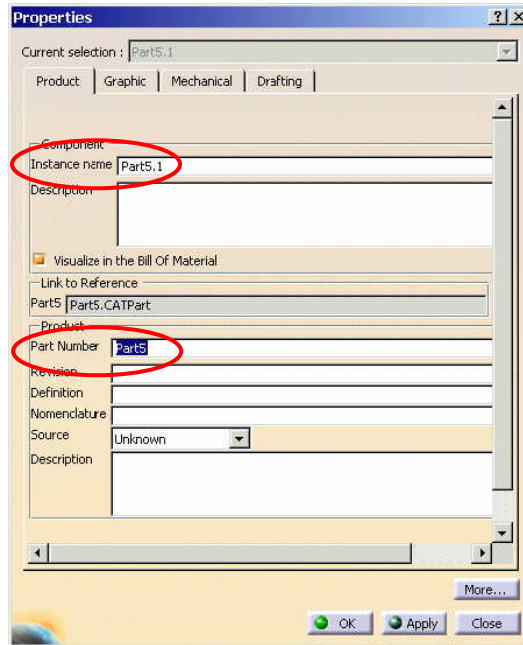 Properties
Current selection : Part5.1
Product Graphic Mechanical Drafting
Component
Instance name Part5.1
Description
Visualize in the Bill Of Material
Link to Reference
Part5 Part5.CATPart
Product
Part Number Part5
Revision
Definition
Nomenclature
Source Unknown
Description
More...
OK Apply Close